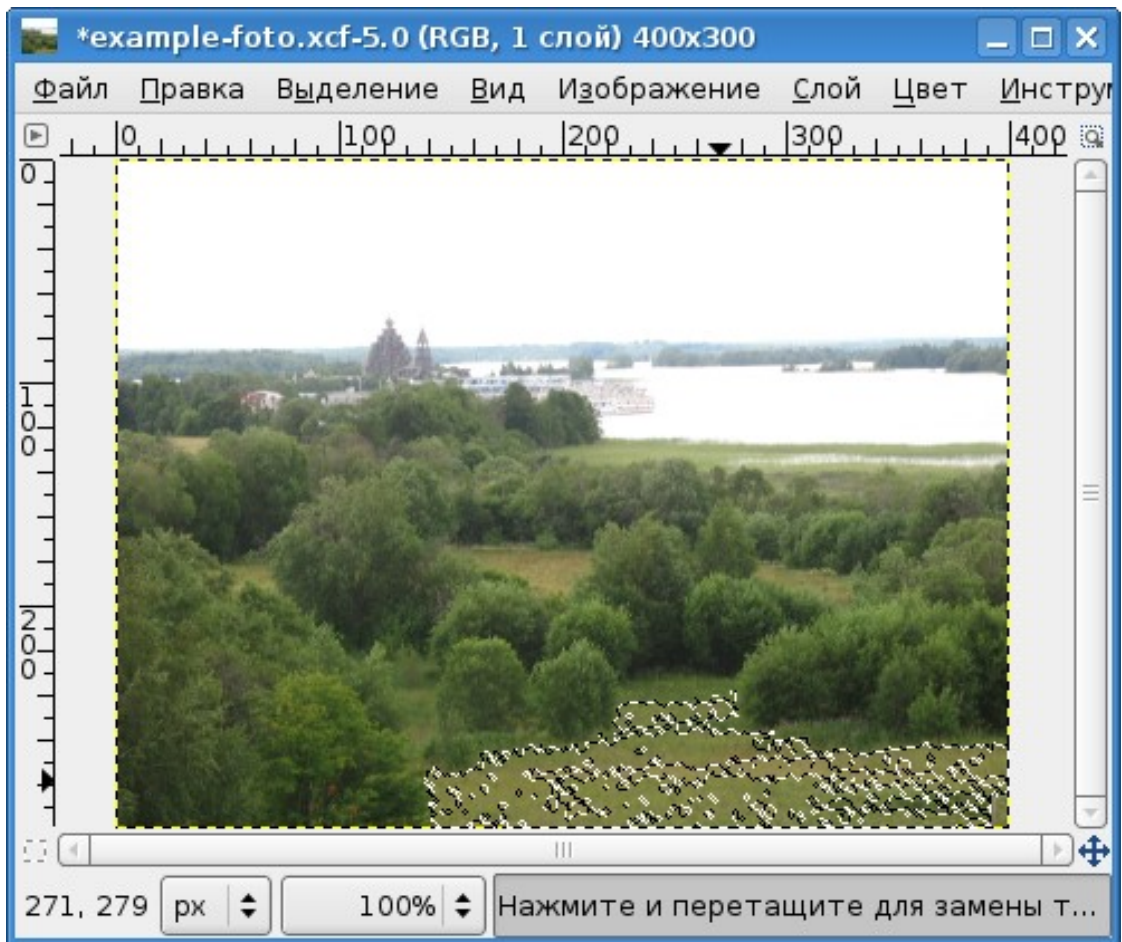 *example-foto.xcf-5.0 (RGB, 1 слой) 400x300
Файл Правка Выделение Вид Изображение Слой Цвет Инстру
0 100 200 300 400
0
100
200
271, 279 px 100% Нажмите и перетащите для замены т...